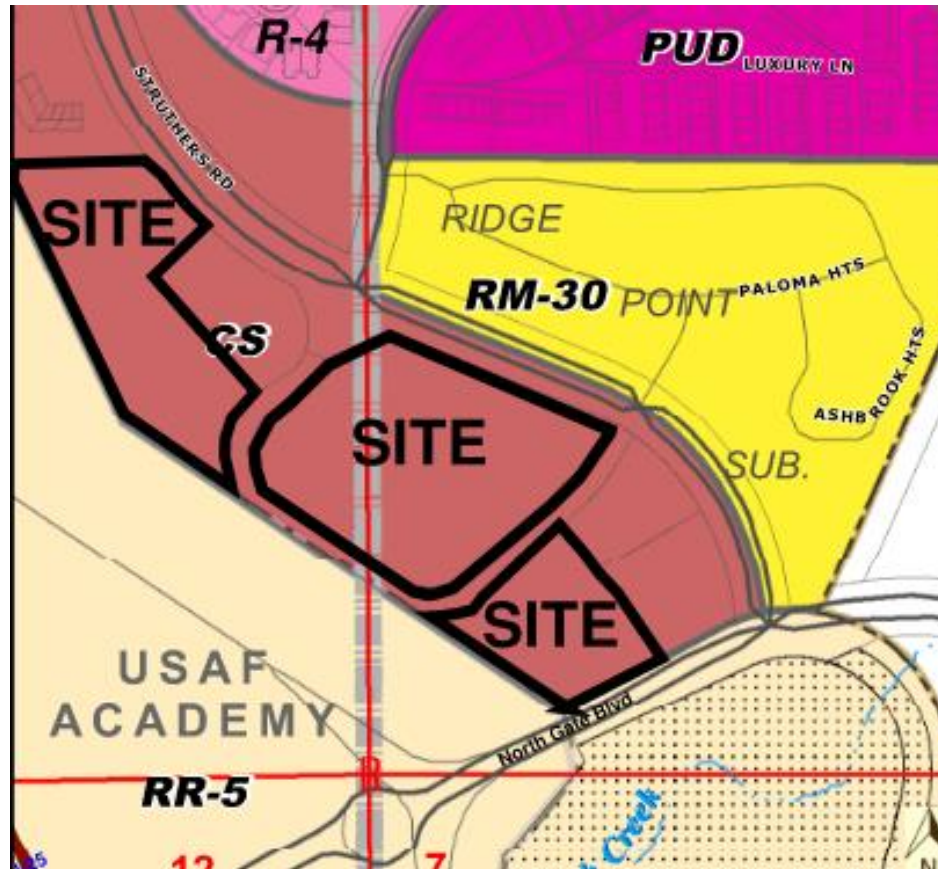 R-4
PUD
LUXURY LN
STRUTHERS RD
SITE
RIDGE
RM-30
POINT
PALOMA HTS
CS
ASHBROOK HTS
SITE
SUB.
SITE
USAF
ACADEMY
North Gate Blvd
RR-5
Creek
12
7
N